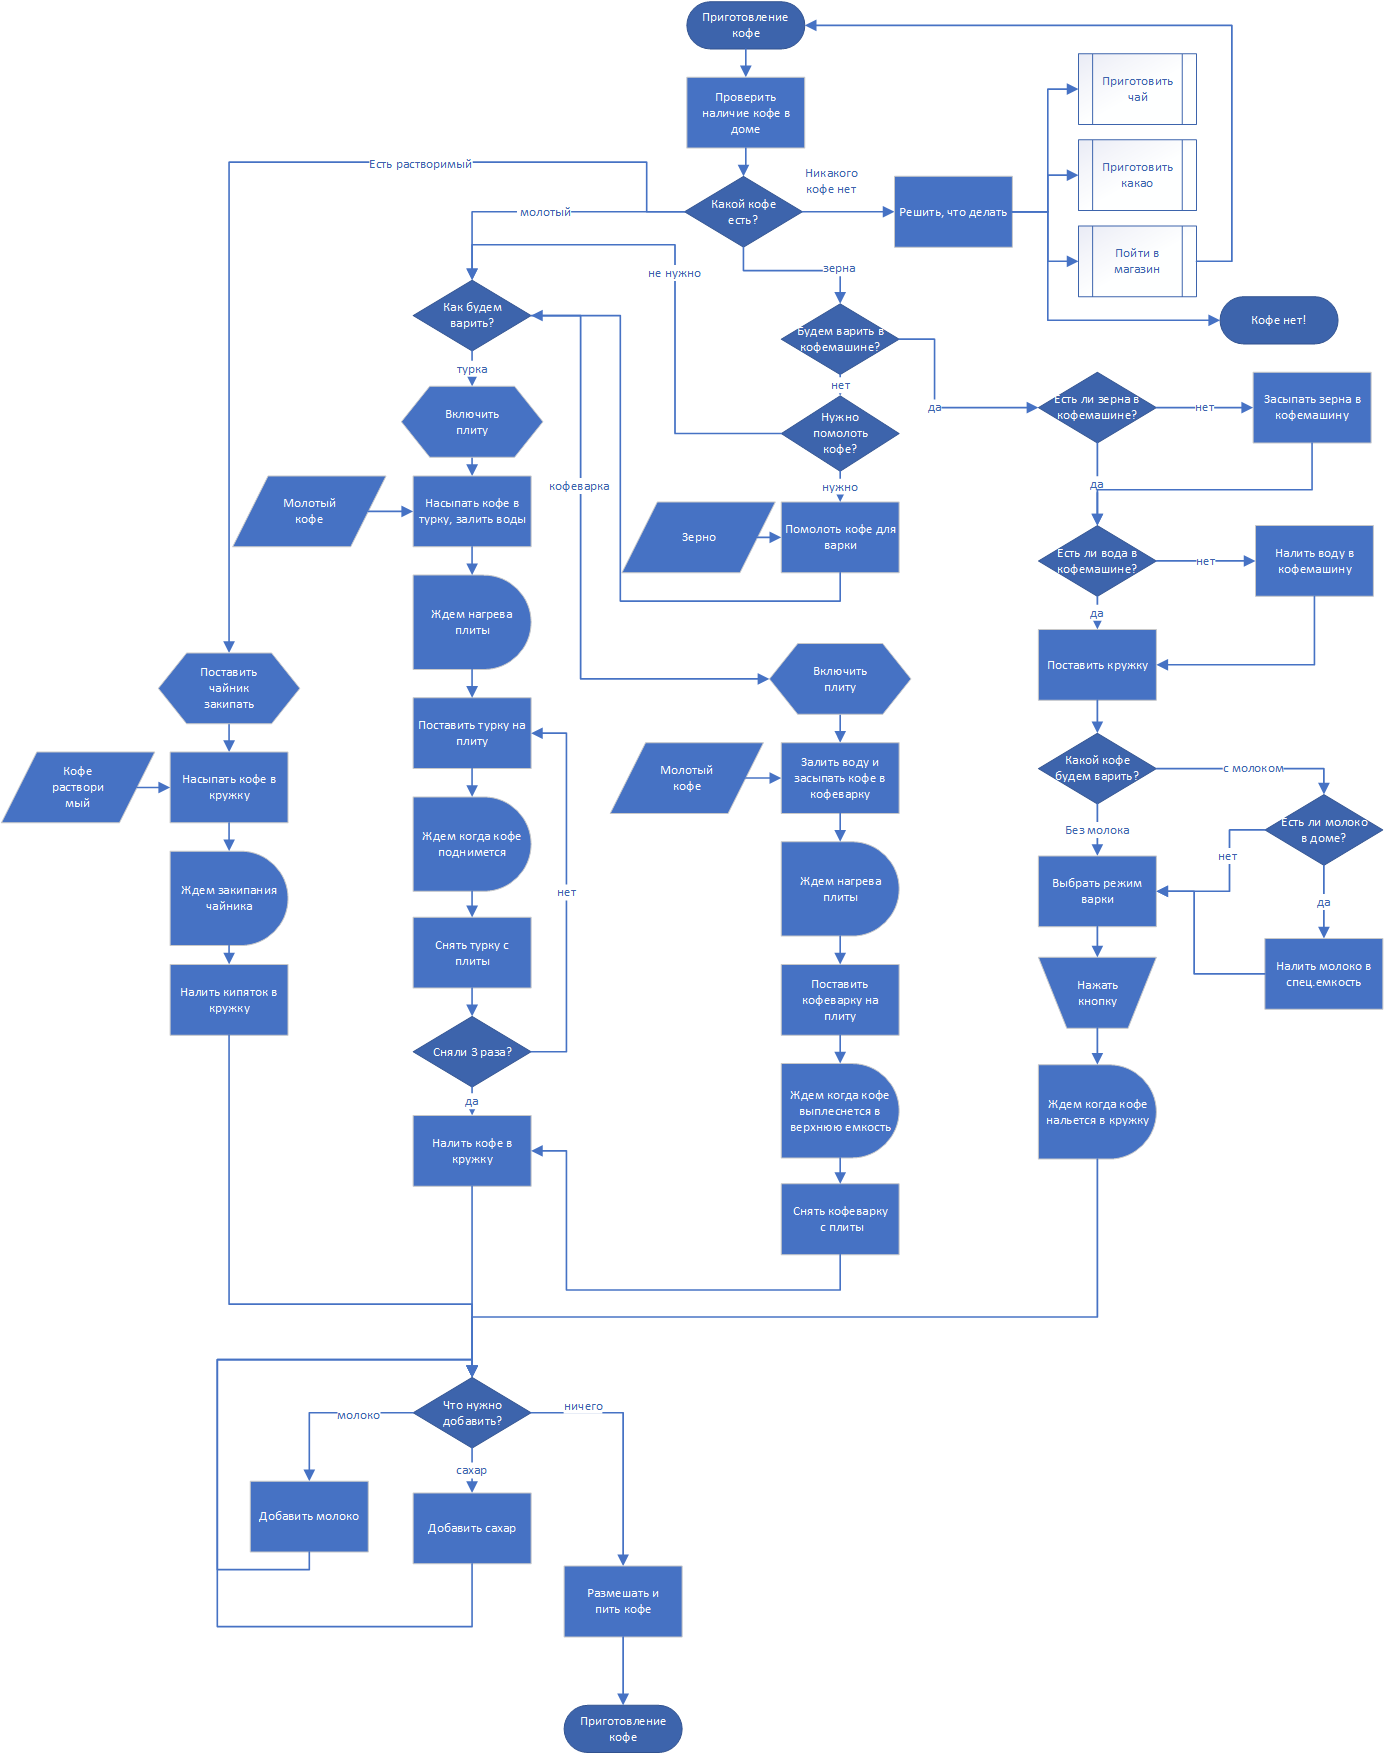 Приготовление
кофе
Проверить
наличие кофе в
доме
Приготовить
чай
Приготовить
какао
Есть растворимый
Никакого
кофе нет
Какой кофе
есть?
молотый
Решить, что делать
Пойти в
магазин
не нужно
зерна
Как будем
варить?
Будем варить в
кофемашине?
Кофе нет!
турка
нет
да
Включить
плиту
Нужно
помолоть
кофе?
Есть ли зерна в
кофемашине?
нет
Засыпать зерна в
кофемашину
кофеварка
нужно
да
Молотый
кофе
Насыпать кофе в
турку, залить воды
Зерно
Помолоть кофе для
варки
Есть ли вода в
кофемашине?
нет
Налить воду в
кофемашину
Ждем нагрева
плиты
да
Поставить
чайник
закипать
Включить
плиту
Поставить кружку
Поставить турку на
плиту
Кофе
раствори
мый
Насыпать кофе в
кружку
Молотый
кофе
Залить воду и
засыпать кофе в
кофеварку
Какой кофе
будем варить?
с молоком
Ждем когда кофе
поднимется
Без молока
Есть ли молоко
в доме?
нет
Ждем закипания
чайника
нет
Ждем нагрева
плиты
Выбрать режим
варки
да
Снять турку с
плиты
Налить кипяток в
кружку
Поставить
кофеварку на
плиту
Нажать
кнопку
Налить молоко в
спец.емкость
Сняли 3 раза?
да
Ждем когда кофе
выплеснется в
верхнюю емкость
Ждем когда кофе
нальется в кружку
Налить кофе в
кружку
Снять кофеварку
с плиты
Что нужно
добавить?
молоко
ничего
сахар
Добавить молоко
Добавить сахар
Размешать и
пить кофе
Приготовление
кофе